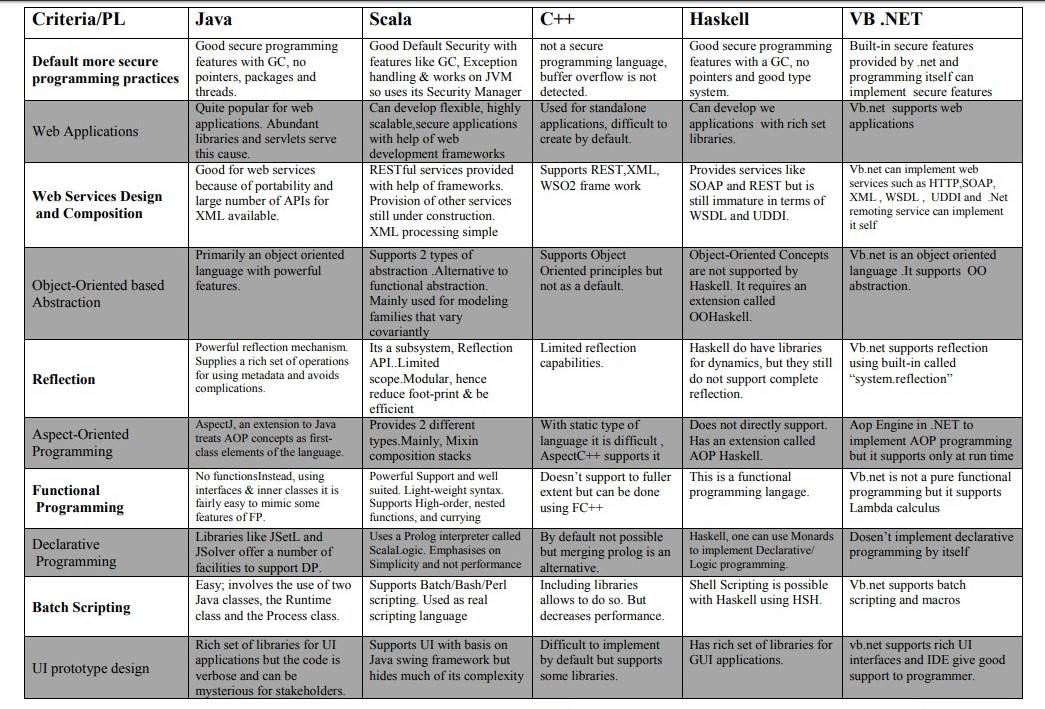 Criteria/PL
Java
Scala
C++
Haskell
VB .NET
Default more secure
programming practices
Good secure programming
features with GC, no
pointers, packages and
threads.
Good Default Security with
features like GC, Exception
handling & works on JVM
so uses its Security Manager
not a secure
programming language,
buffer overflow is not
detected.
Good secure programming
features with a GC, no
pointers and good type
system.
Built-in secure features
provided by .net and
programming itself can
implement  secure features
Web Applications
Quite popular for web
applications. Abundant
libraries and servlets serve
this cause.
Can develop flexible, highly
scalable,secure applications
with help of web
development frameworks
Used for standalone
applications, difficult to
create by default.
Can develop we
applications  with rich set
libraries.
Vb.net  supports web
applications
Web Services Design
and Composition
Good for web services
because of portability and
large number of APIs for
XML available.
RESTful services provided
with help of frameworks.
Provision of other services
still under construction.
XML processing simple
Supports REST,XML,
WSO2 frame work
Provides services like
SOAP and REST but is
still immature in terms of
WSDL and UDDI.
Vb.net can implement web
services such as HTTP,SOAP,
XML , WSDL ,  UDDI and  .Net
remoting service can implement
it self
Object-Oriented based
Abstraction
Primarily an object oriented
language with powerful
features.
Supports 2 types of
abstraction .Alternative to
functional abstraction.
Mainly used for modeling
families that vary
covariantly
Supports Object
Oriented principles but
not as a default.
Object-Oriented Concepts
are not supported by
Haskell. It requires an
extension called
OOHaskell.
Vb.net is an object oriented
language .It supports  OO
abstraction.
Reflection
Powerful reflection mechanism.
Supplies a rich set of operations
for using metadata and avoids
complications.
Its a subsystem, Reflection
API..Limited
scope.Modular, hence
reduce foot-print & be
efficient
Limited reflection
capabilities.
Haskell do have libraries
for dynamics, but they still
do not support complete
reflection.
Vb.net supports reflection
using built-in called
“system.reflection”
Aspect-Oriented
Programming
AspectJ, an extension to Java
treats AOP concepts as first-
class elements of the language.
Provides 2 different
types.Mainly, Mixin
composition stacks
With static type of
language it is difficult ,
AspectC++ supports it
Does not directly support.
Has an extension called
AOP Haskell.
Aop Engine in .NET to
implement AOP programming
but it supports only at run time
Functional
Programming
No functionsInstead, using
interfaces & inner classes it is
fairly easy to mimic some
features of FP.
Powerful Support and well
suited. Light-weight syntax.
Supports High-order, nested
functions, and currying
Doesn’t support to fuller
extent but can be done
using FC++
This is a functional
programming langage.
Vb.net is not a pure functional
programming but it supports
Lambda calculus
Declarative
Programming
Libraries like JSetL and
JSolver offer a number of
facilities to support DP.
Uses a Prolog interpreter called
ScalaLogic. Emphasises on
Simplicity and not performance
By default not possible
but merging prolog is an
alternative.
Haskell, one can use Monards
to implement Declarative/
Logic programming.
Dosen’t implement declarative
programming by itself
Batch Scripting
Easy; involves the use of two
Java classes, the Runtime
class and the Process class.
Supports Batch/Bash/Perl
scripting. Used as real
scripting language
Including libraries
allows to do so. But
decreases performance.
Shell Scripting is possible
with Haskell using HSH.
Vb.net supports batch
scripting and macros
UI prototype design
Rich set of libraries for UI
applications but the code is
verbose and can be
mysterious for stakeholders.
Supports UI with basis on
Java swing framework but
hides much of its complexity
Difficult to implement
by default but supports
some libraries.
Has rich set of libraries for
GUI applications.
vb.net supports rich UI
interfaces and IDE give good
support to programmer.